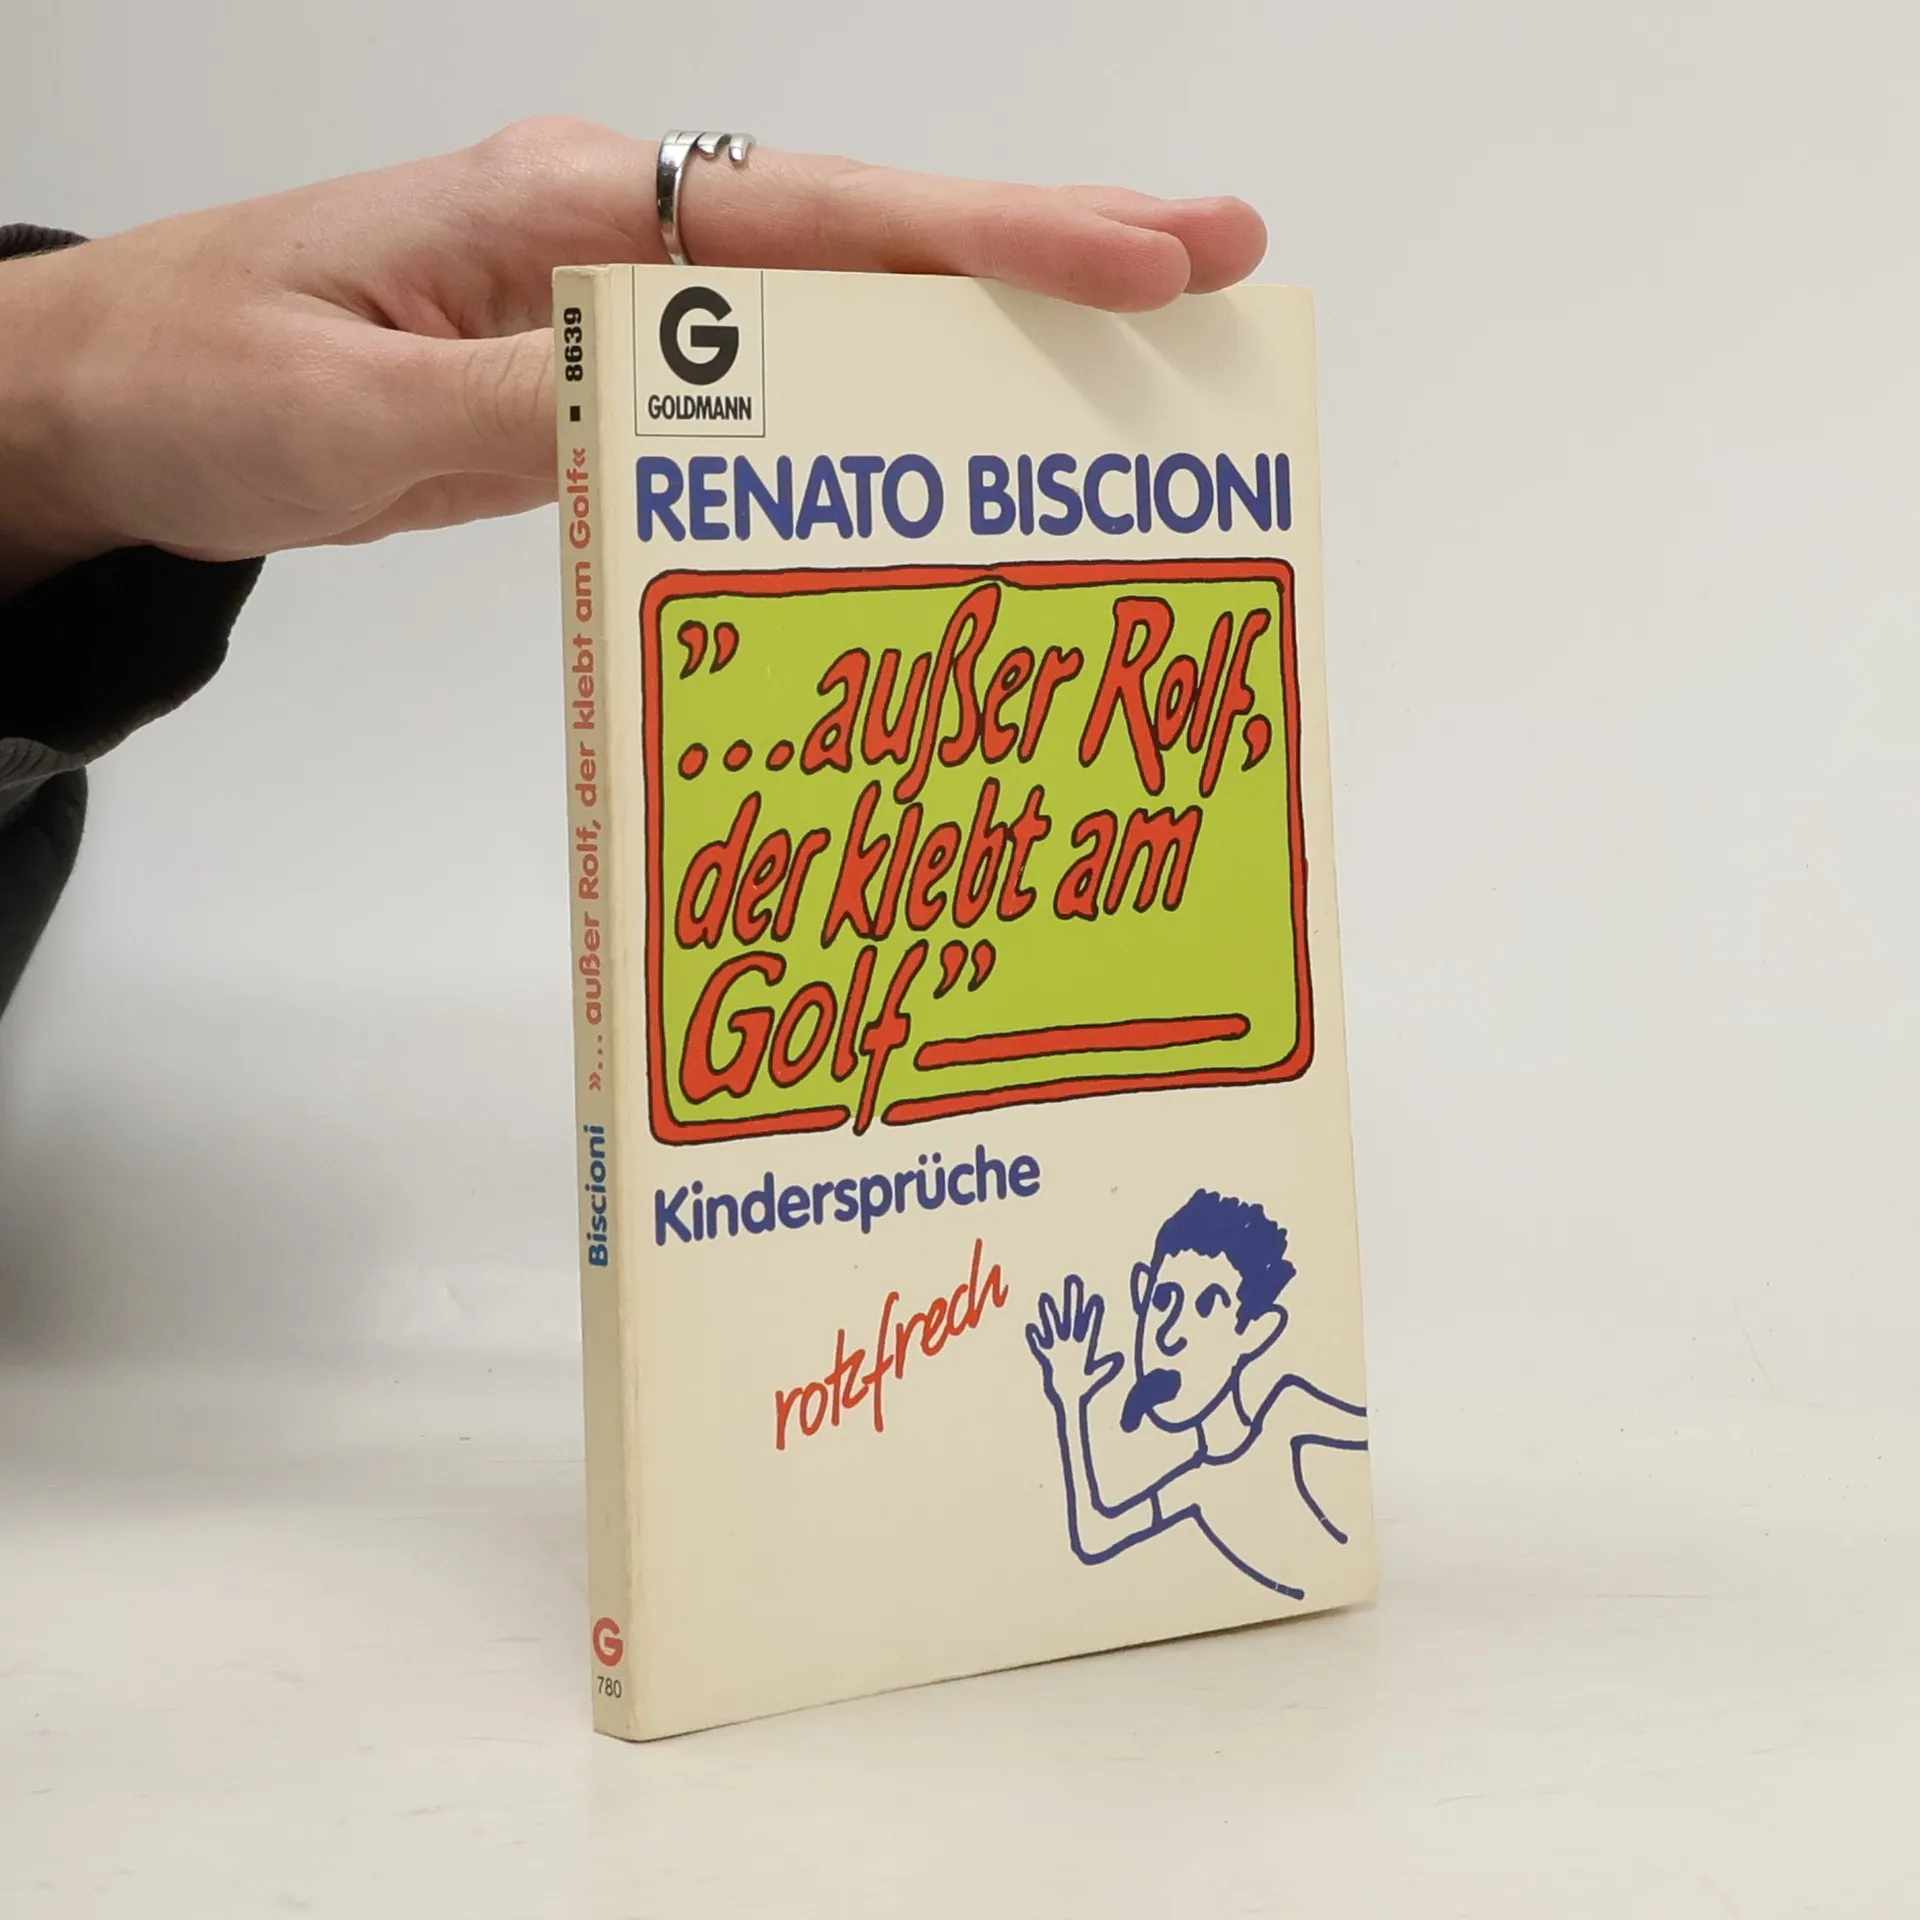 8639 ■ »... außer Rolf, der klebt am Golf« Biscioni
G
780
G
GOLDMANN
RENATO BISCIONI
”
...außer Rolf,
der klebt am
Golf”
Kindersprüche
rotzfrech